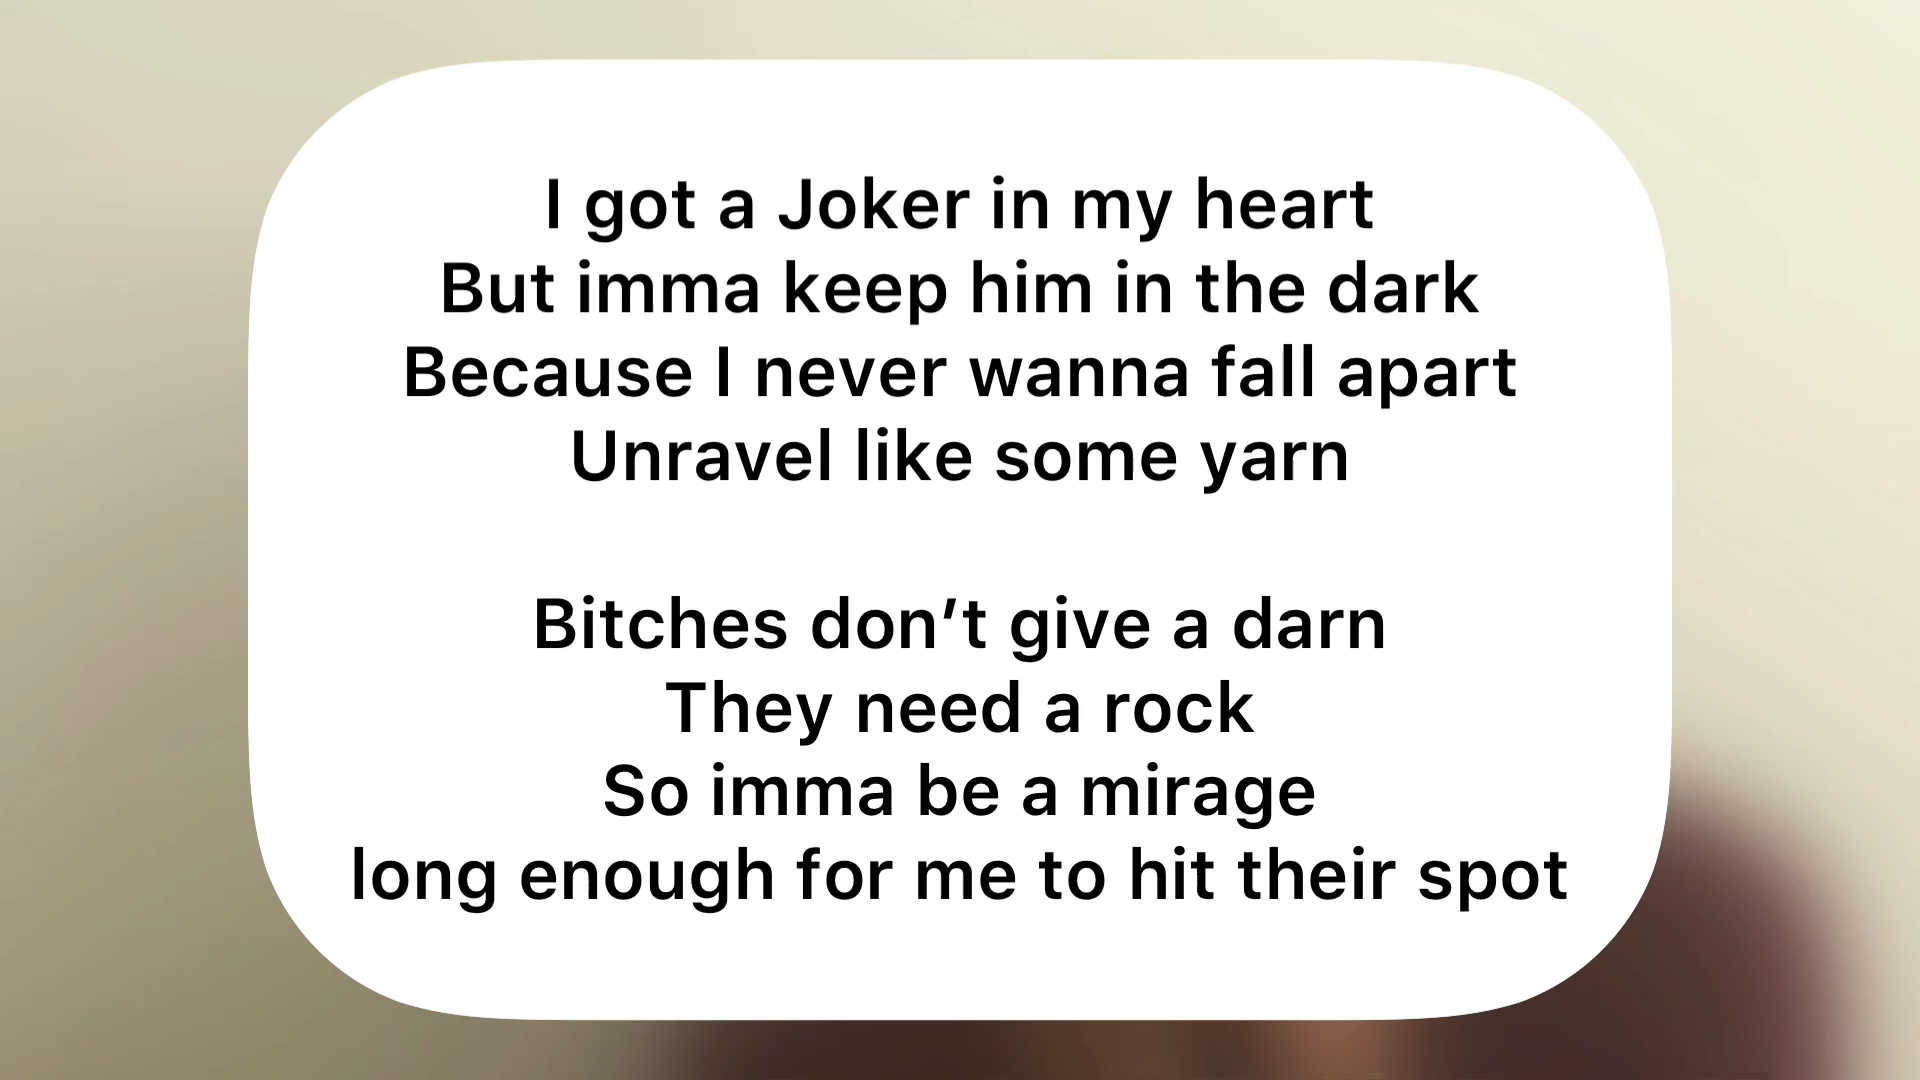 I got a Joker in my heart
But imma keep him in the dark
Because I never wanna fall apart
Unravel like some yarn
Bitches don’t give a darn
They need a rock
So imma be a mirage
long enough for me to hit their spot